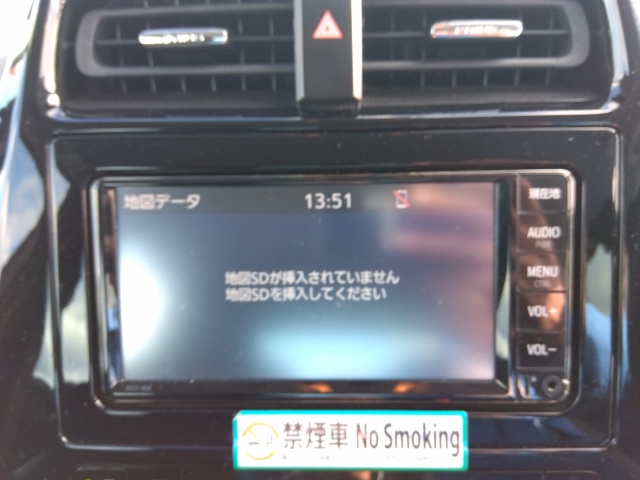 地図データ 13:51
現在地
AUDIO
PWR
MENU
CTRL
VOL+
VOL−
地図SDが挿入されていません
地図SDを挿入してください
禁煙車 No Smoking